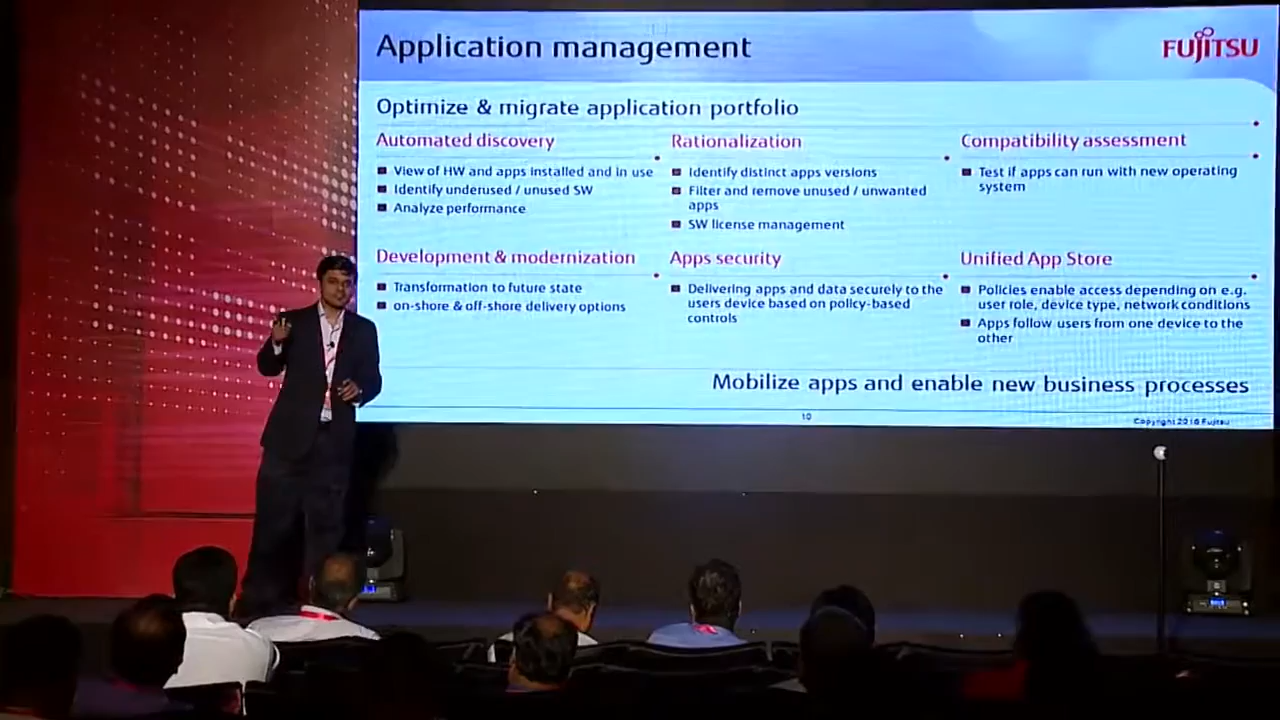 Application management
FUJITSU
Optimize & migrate application portfolio
Automated discovery
View of HW and apps installed and in use
Identify underused / unused SW
Analyze performance
Rationalization
Identify distinct apps versions
Filter and remove unused / unwanted
apps
SW license management
Compatibility assessment
Test if apps can run with new operating
system
Development & modernization
Transformation to future state
on-shore & off-shore delivery options
Apps security
Delivering apps and data securely to the
users device based on policy-based
controls
Unified App Store
Policies enable access depending on e.g.
user role, device type, network conditions
Apps follow users from one device to the
other
Mobilize apps and enable new business processes
10
Copyright 2016 Fujitsu